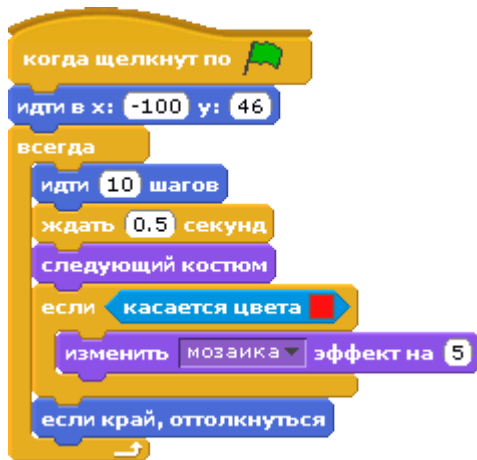 когда щелкнут по
идти в x: -100 y: 46
всегда
идти 10 шагов
ждать 0.5 секунд
следующий костюм
если касается цвета
изменить мозаика эффект на 5
если край, оттолкнуться